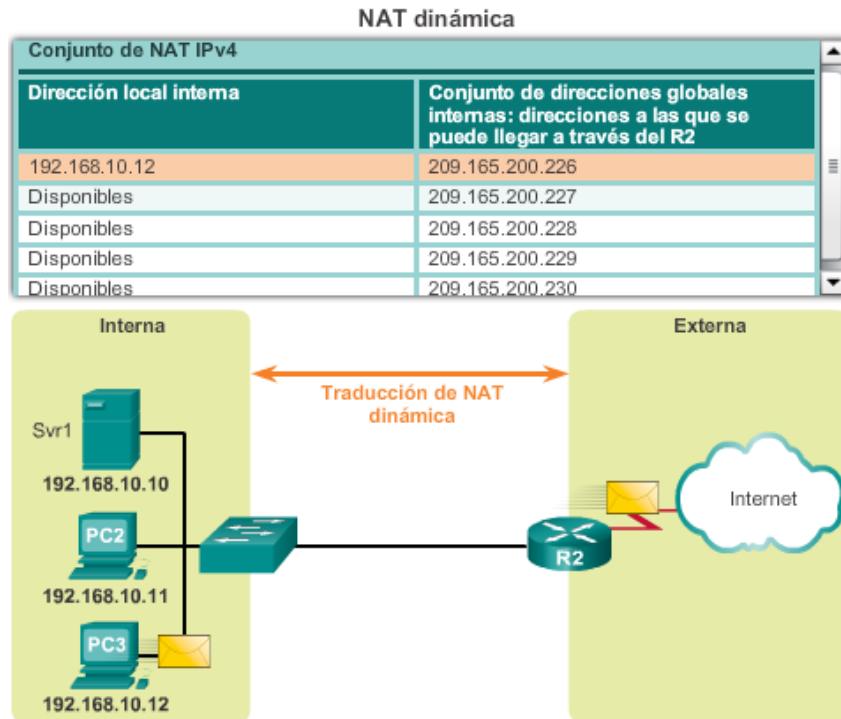 NAT dinámica
Conjunto de NAT IPv4
Dirección local interna
Conjunto de direcciones globales
internas: direcciones a las que se
puede llegar a través del R2
192.168.10.12
209.165.200.226
Disponibles
209.165.200.227
Disponibles
209.165.200.228
Disponibles
209.165.200.229
Disponibles
209.165.200.230
Interna
Externa
Traducción de NAT
dinámica
Svr1
192.168.10.10
PC2
192.168.10.11
PC3
192.168.10.12
R2
Internet